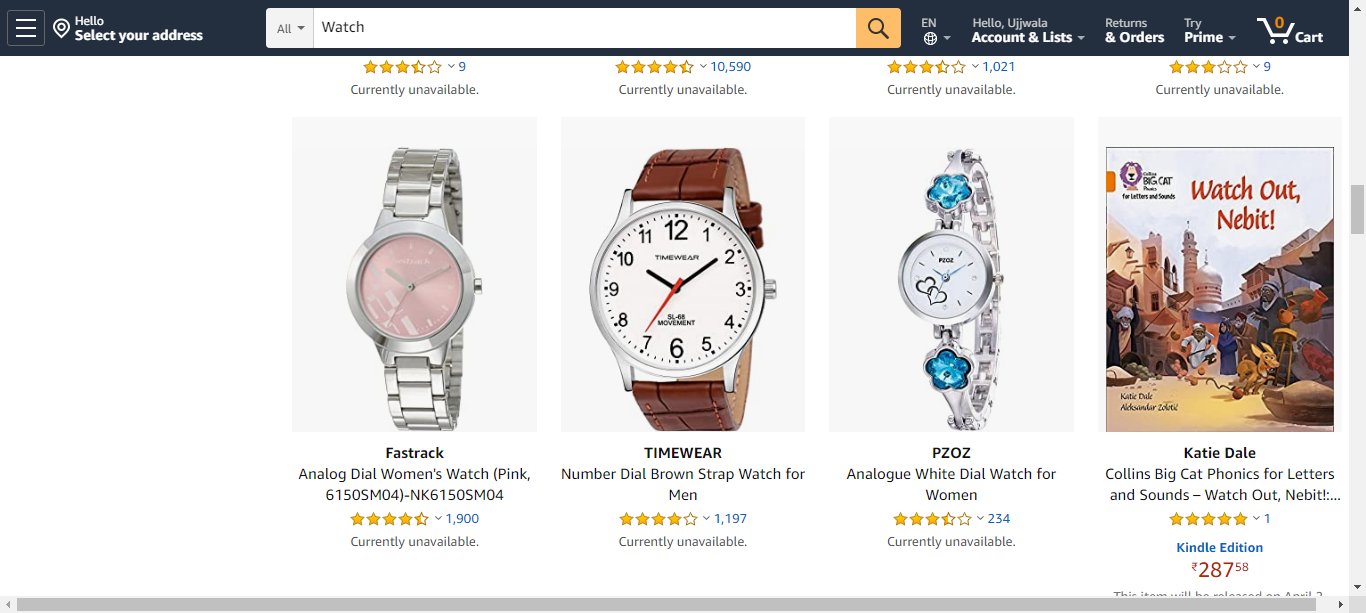 Hello
Select your address
All
Watch
EN
Hello, Ujjwala
Account & Lists
Returns
& Orders
Try
Prime
0
Cart
9
10,590
1,021
9
Currently unavailable.
Currently unavailable.
Currently unavailable.
Currently unavailable.
fastrack
12
1
2
3
4
5
6
7
8
9
10
11
TIMEWEAR
SL-68
MOVEMENT
PZOZ
Collins
BIG CAT
Phonics
for Letters and Sounds
Watch Out,
Nebit!
Katie Dale
Aleksandar Zolotić
Fastrack
Analog Dial Women's Watch (Pink,
6150SM04)-NK6150SM04
1,900
Currently unavailable.
TIMEWEAR
Number Dial Brown Strap Watch for
Men
1,197
Currently unavailable.
PZOZ
Analogue White Dial Watch for
Women
234
Currently unavailable.
Katie Dale
Collins Big Cat Phonics for Letters
and Sounds – Watch Out, Nebit!:...
1
Kindle Edition
₹28758
This item will be released on April 2